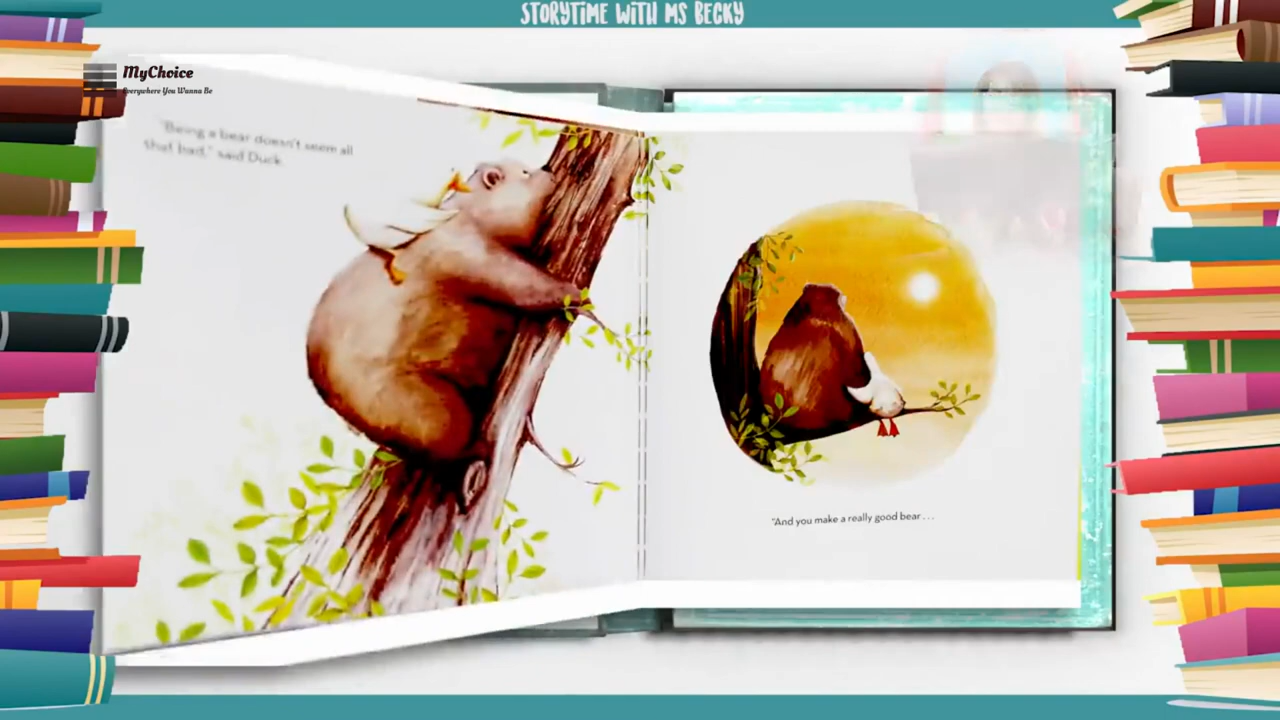 STORYTIME WITH MS BECKY
MyChoice
Everywhere You Wanna Be
"Being a bear doesn't seem all
that bad," said Duck.
"And you make a really good bear . . .